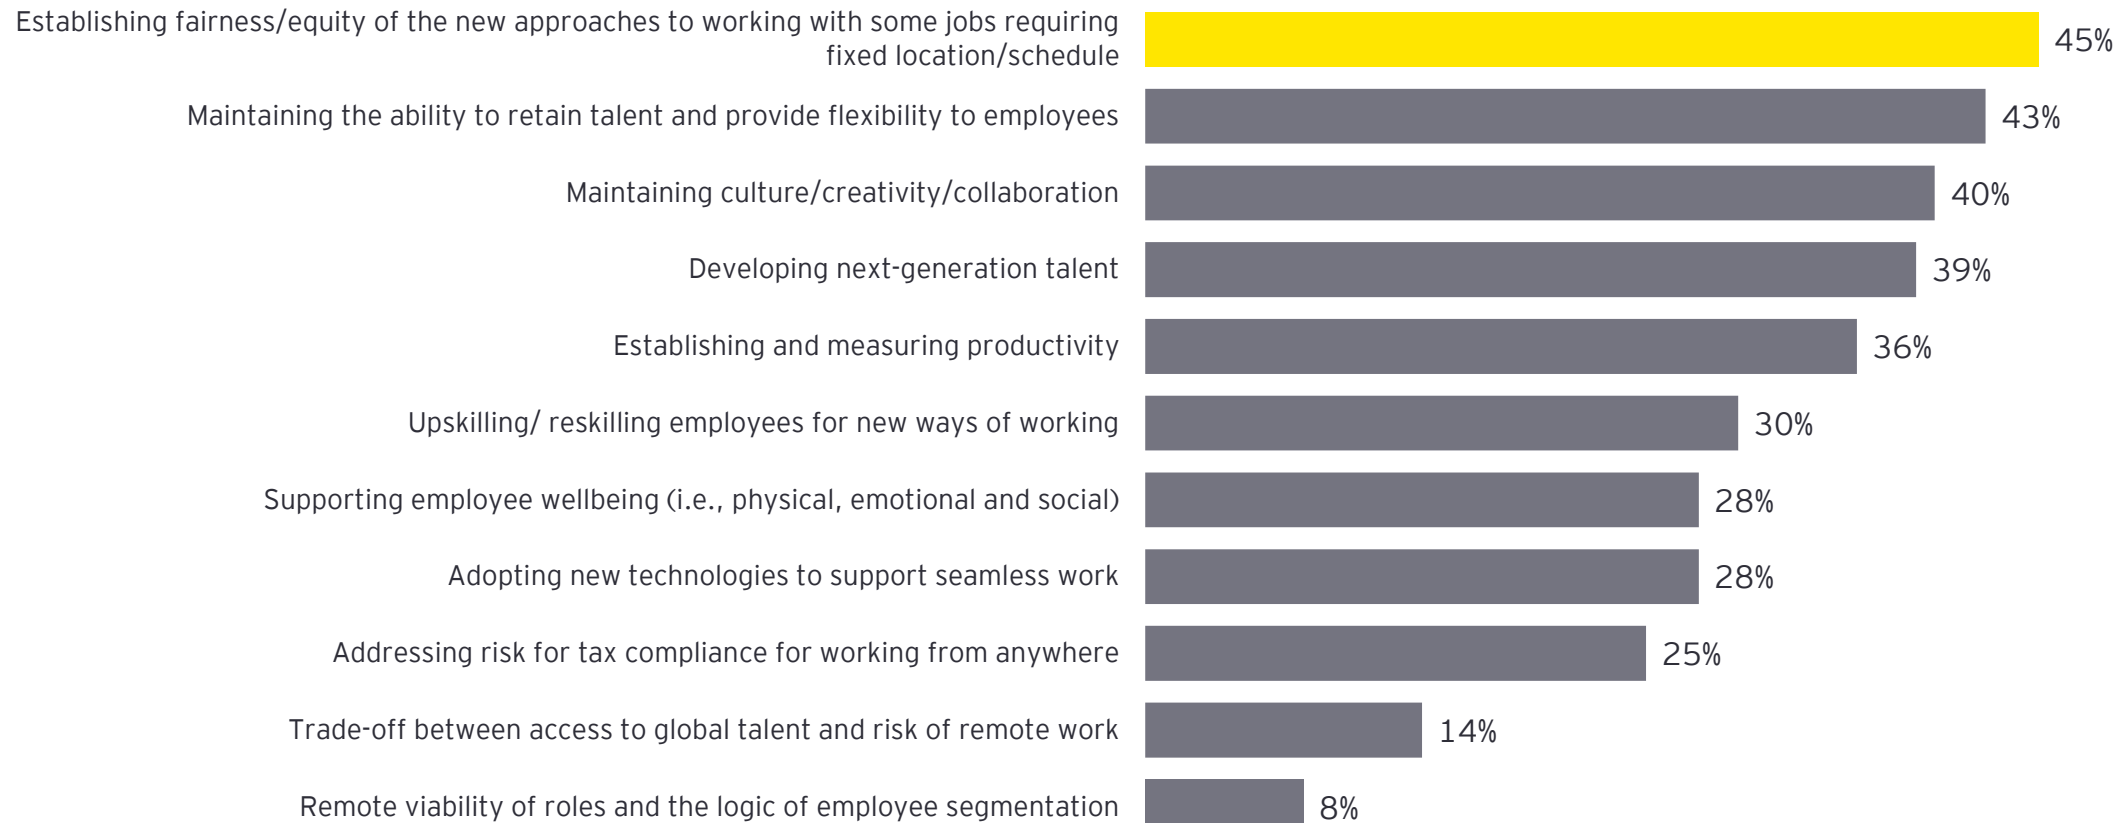 Establishing fairness/equity of the new approaches to working with some jobs requiring
fixed location/schedule
45%
Maintaining the ability to retain talent and provide flexibility to employees
43%
Maintaining culture/creativity/collaboration
40%
Developing next-generation talent
39%
Establishing and measuring productivity
36%
Upskilling/ reskilling employees for new ways of working
30%
Supporting employee wellbeing (i.e., physical, emotional and social)
28%
Adopting new technologies to support seamless work
28%
Addressing risk for tax compliance for working from anywhere
25%
Trade-off between access to global talent and risk of remote work
14%
Remote viability of roles and the logic of employee segmentation
8%